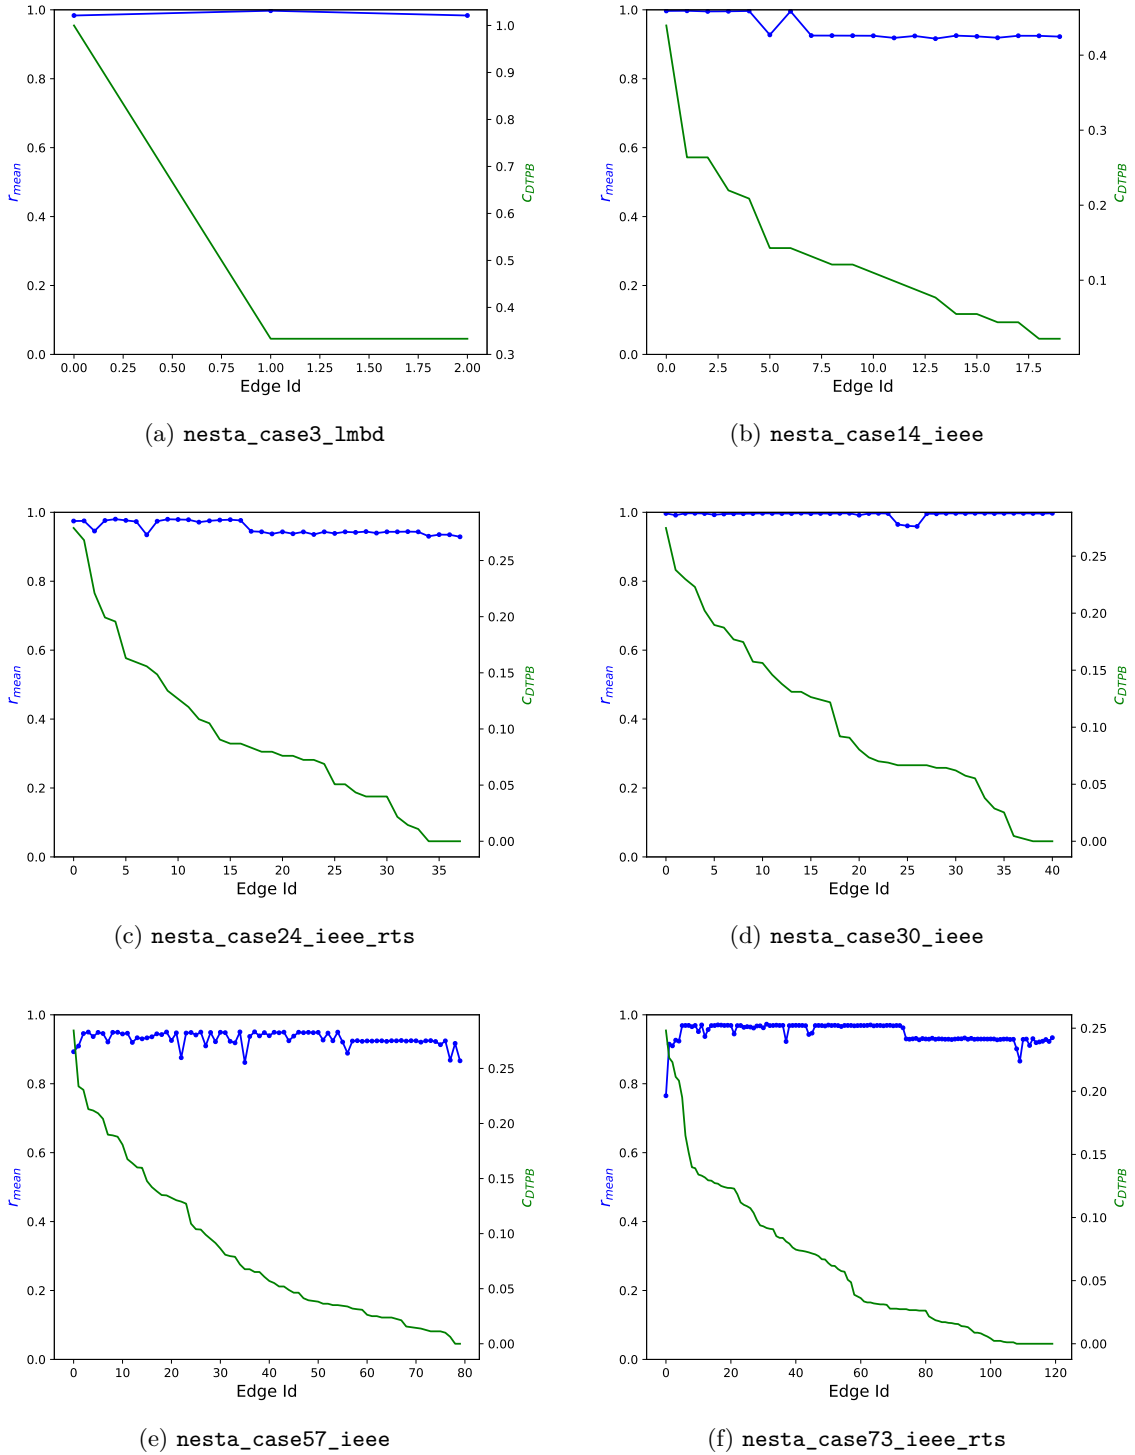 1.0
0.8
0.6
0.4
0.2
0.0
r_mean
1.0
0.9
0.8
0.7
0.6
0.5
0.4
0.3
c_DTPB
0.00 0.25 0.50 0.75 1.00 1.25 1.50 1.75 2.00
Edge Id
(a) nesta_case3_lmbd
1.0
0.8
0.6
0.4
0.2
0.0
r_mean
0.4
0.3
0.2
0.1
c_DTPB
0.0 2.5 5.0 7.5 10.0 12.5 15.0 17.5
Edge Id
(b) nesta_case14_ieee
1.0
0.8
0.6
0.4
0.2
0.0
r_mean
0.25
0.20
0.15
0.10
0.05
0.00
c_DTPB
0 5 10 15 20 25 30 35
Edge Id
(c) nesta_case24_ieee_rts
1.0
0.8
0.6
0.4
0.2
0.0
r_mean
0.25
0.20
0.15
0.10
0.05
0.00
c_DTPB
0 5 10 15 20 25 30 35 40
Edge Id
(d) nesta_case30_ieee
1.0
0.8
0.6
0.4
0.2
0.0
r_mean
0.25
0.20
0.15
0.10
0.05
0.00
c_DTPB
0 10 20 30 40 50 60 70 80
Edge Id
(e) nesta_case57_ieee
1.0
0.8
0.6
0.4
0.2
0.0
r_mean
0.25
0.20
0.15
0.10
0.05
0.00
c_DTPB
0 20 40 60 80 100 120
Edge Id
(f) nesta_case73_ieee_rts